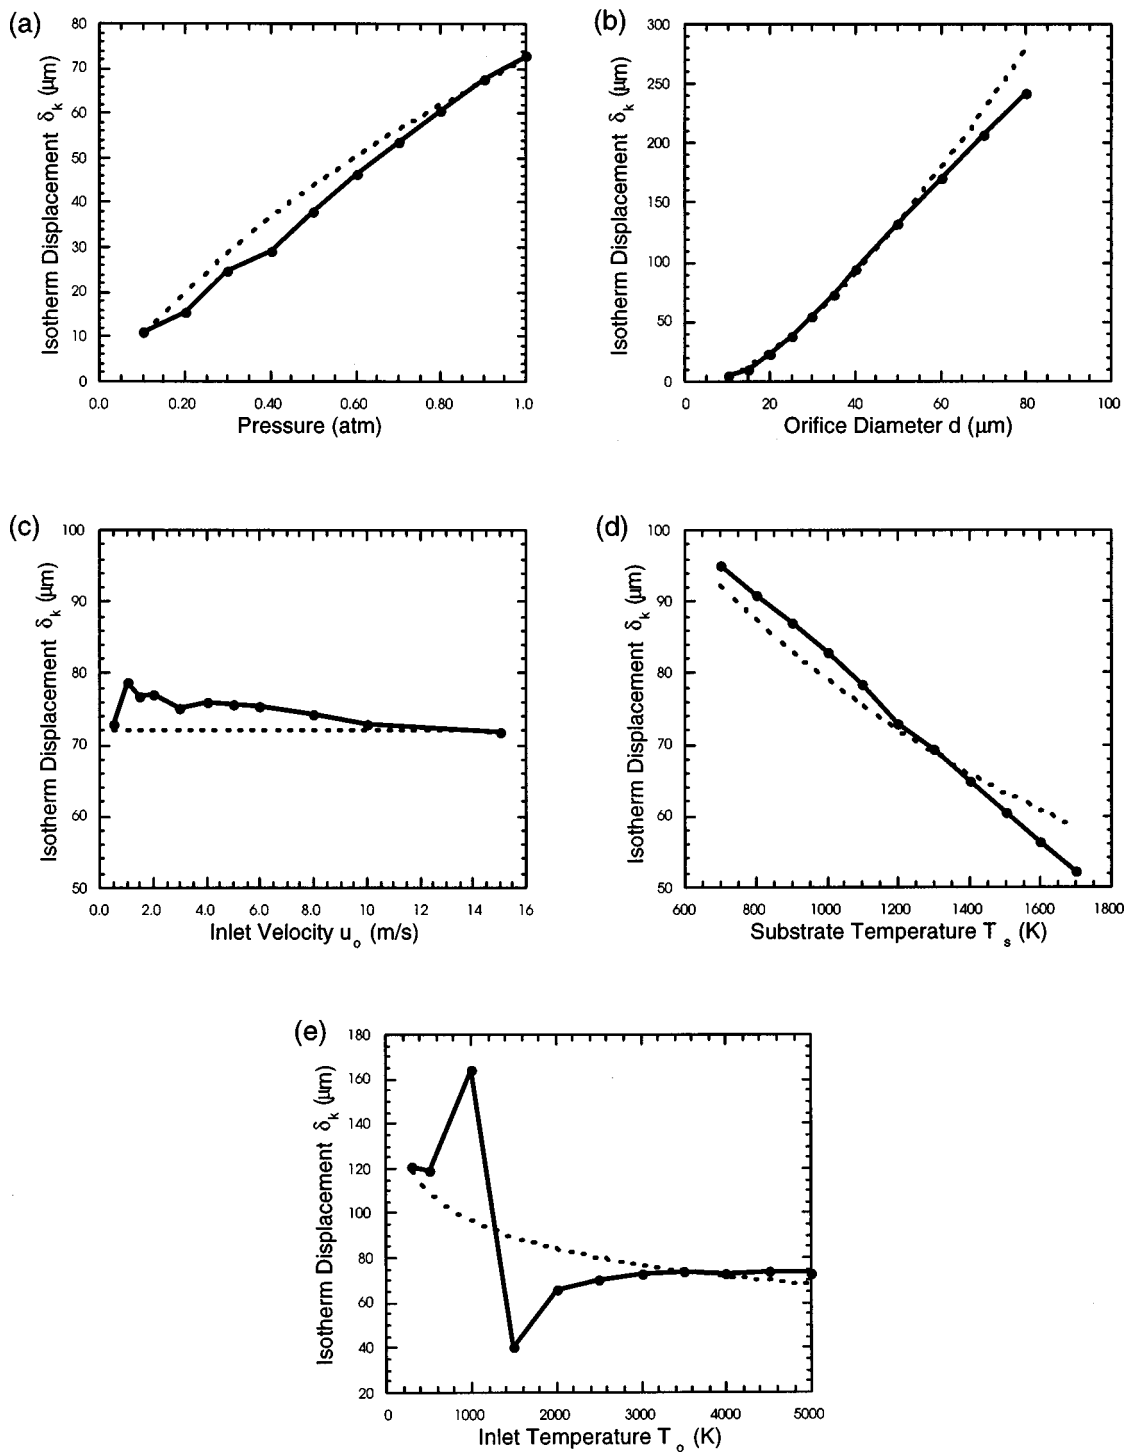 (a)
80
70
60
50
40
30
20
10
0
Isotherm Displacement δk (μm)
0.0 0.20 0.40 0.60 0.80 1.0
Pressure (atm)
(b)
300
250
200
150
100
50
0
Isotherm Displacement δk (μm)
0 20 40 60 80 100
Orifice Diameter d (μm)
(c)
100
90
80
70
60
50
Isotherm Displacement δk (μm)
0.0 2.0 4.0 6.0 8.0 10 12 14 16
Inlet Velocity uo (m/s)
(d)
100
90
80
70
60
50
Isotherm Displacement δk (μm)
600 800 1000 1200 1400 1600 1800
Substrate Temperature Ts (K)
(e)
180
160
140
120
100
80
60
40
20
Isotherm Displacement δk (μm)
0 1000 2000 3000 4000 5000
Inlet Temperature To (K)